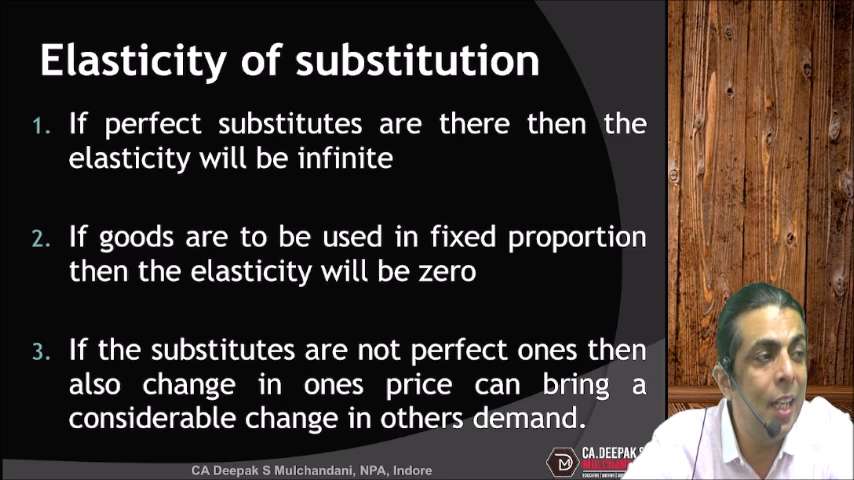 Elasticity of substitution
1. If perfect substitutes are there then the
elasticity will be infinite
2. If goods are to be used in fixed proportion
then the elasticity will be zero
3. If the substitutes are not perfect ones then
also change in ones price can bring a
considerable change in others demand.
CA Deepak S Mulchandani, NPA, Indore
CA.DEEPAK